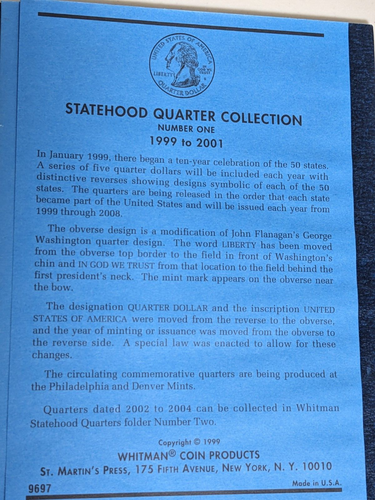 UNITED STATES OF AMERICA
LIBERTY
IN GOD WE TRUST
QUARTER DOLLAR
STATEHOOD QUARTER COLLECTION
NUMBER ONE
1999 to 2001
In January 1999, there began a ten-year celebration of the 50 states.
A series of five quarter dollars will be included each year with
distinctive reverses showing designs symbolic of each of the 50
states. The quarters are being released in the order that each state
became part of the United States and will be issued each year from
1999 through 2008.
The obverse design is a modification of John Flanagan's George
Washington quarter design. The word LIBERTY has been moved
from the obverse top border to the field in front of Washington's
chin and IN GOD WE TRUST from that location to the field behind the
first president's neck. The mint mark appears on the obverse near
the bow.
The designation QUARTER DOLLAR and the inscription UNITED
STATES OF AMERICA were moved from the reverse to the obverse,
and the year of minting or issuance was moved from the obverse to
the reverse side. A special law was enacted to allow for these
changes.
The circulating commemorative quarters are being produced at
the Philadelphia and Denver Mints.
Quarters dated 2002 to 2004 can be collected in Whitman
Statehood Quarters folder Number Two.
Copyright © 1999
WHITMAN® COIN PRODUCTS
ST. MARTIN'S PRESS, 175 FIFTH AVENUE, NEW YORK, N. Y. 10010
9697
Made in U.S.A.